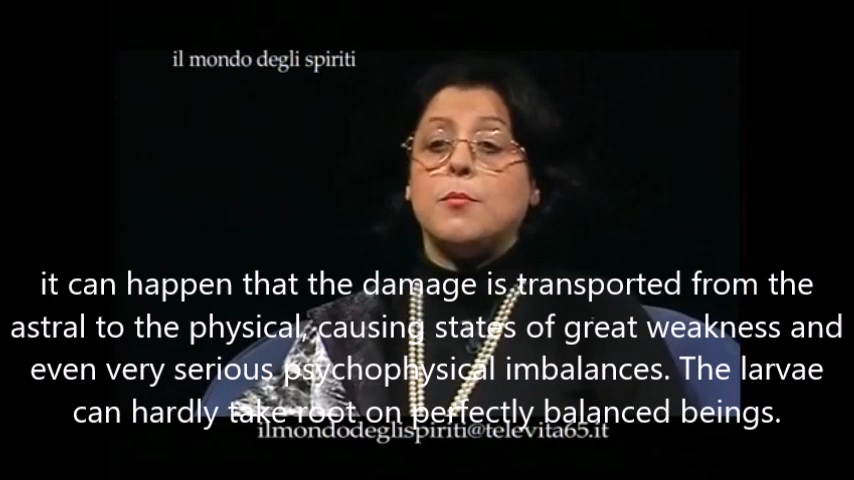 il mondo degli spiriti
it can happen that the damage is transported from the
astral to the physical, causing states of great weakness and
even very serious psychophysical imbalances. The larvae
can hardly take root on perfectly balanced beings.
ilmondodeglispiriti@televita65.it